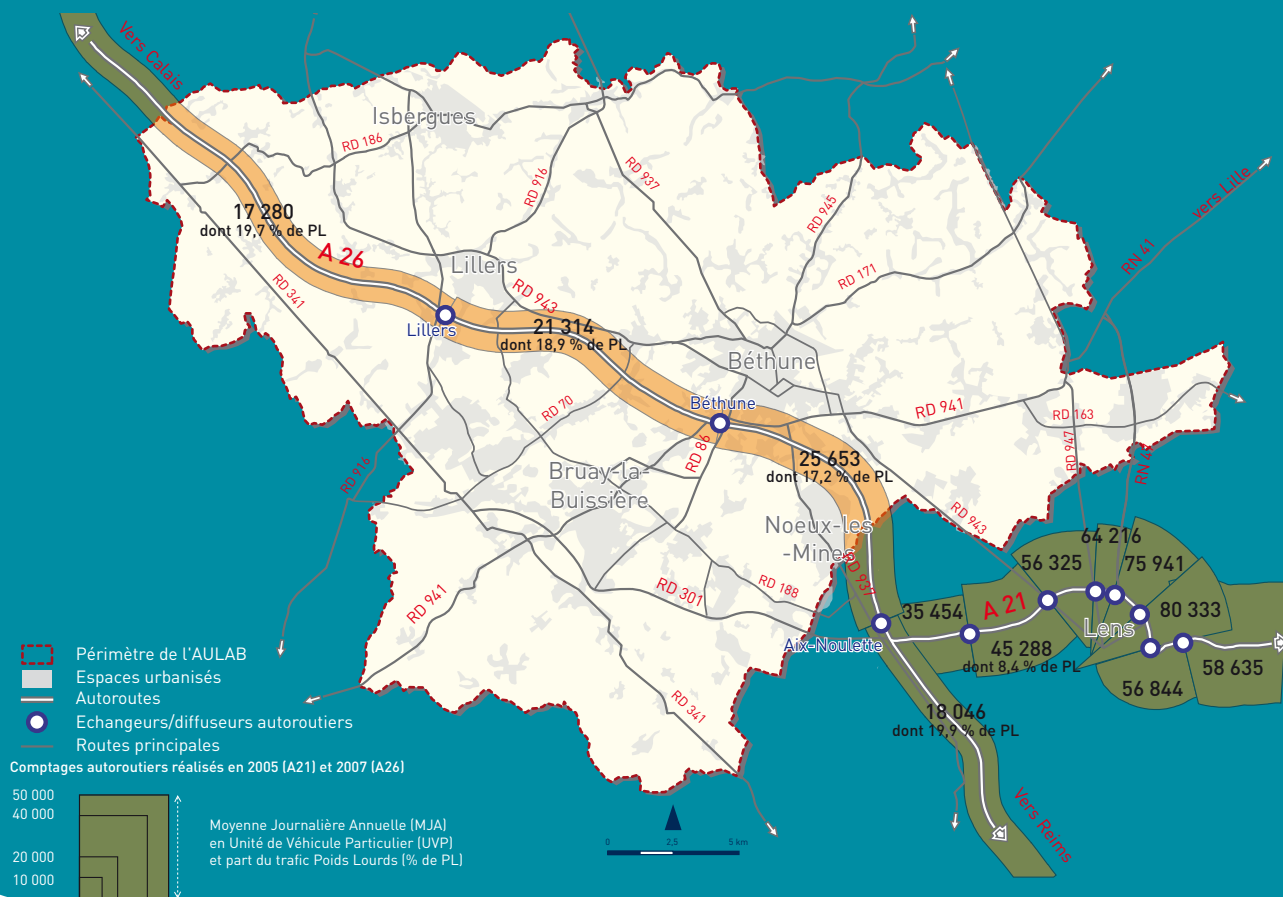 Vers Calais
Isbergues
RD 186
RD 916
RD 937
RD 945
vers Lille
RN 41
17 280
dont 19,7 % de PL
A 26
Lillers
RD 171
RD 341
RD 943
Lillers
21 314
dont 18,9 % de PL
Béthune
Béthune
RD 70
RD 941
RD 163
RD 947
RD 86
25 653
dont 17,2 % de PL
RD 916
Bruay-la-
Buissière
RD 943
Noeux-les
-Mines
RD 937
64 216
56 325
75 941
RD 941
RD 301
RD 188
35 454
A 21
80 333
Lens
Aix-Noulette
45 288
dont 8,4 % de PL
58 635
56 844
RD 341
18 046
dont 19,9 % de PL
Vers Reims
Périmètre de l'AULAB
Espaces urbanisés
Autoroutes
Echangeurs/diffuseurs autoroutiers
Routes principales
Comptages autoroutiers réalisés en 2005 (A21) et 2007 (A26)
50 000
40 000
20 000
10 000
Moyenne Journalière Annuelle (MJA)
en Unité de Véhicule Particulier (UVP)
et part du trafic Poids Lourds (% de PL)
0 2,5 5 km